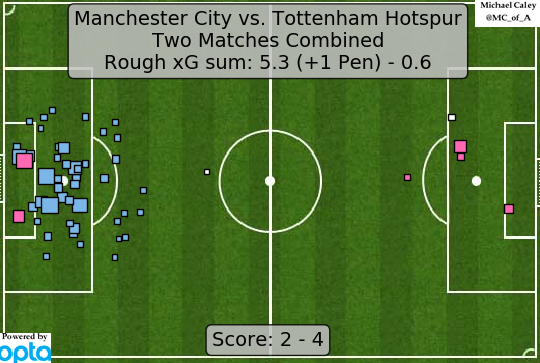 Manchester City vs. Tottenham Hotspur
Two Matches Combined
Rough xG sum: 5.3 (+1 Pen) - 0.6
Michael Caley
@MC_of_A
Score: 2 - 4
Powered by
opta